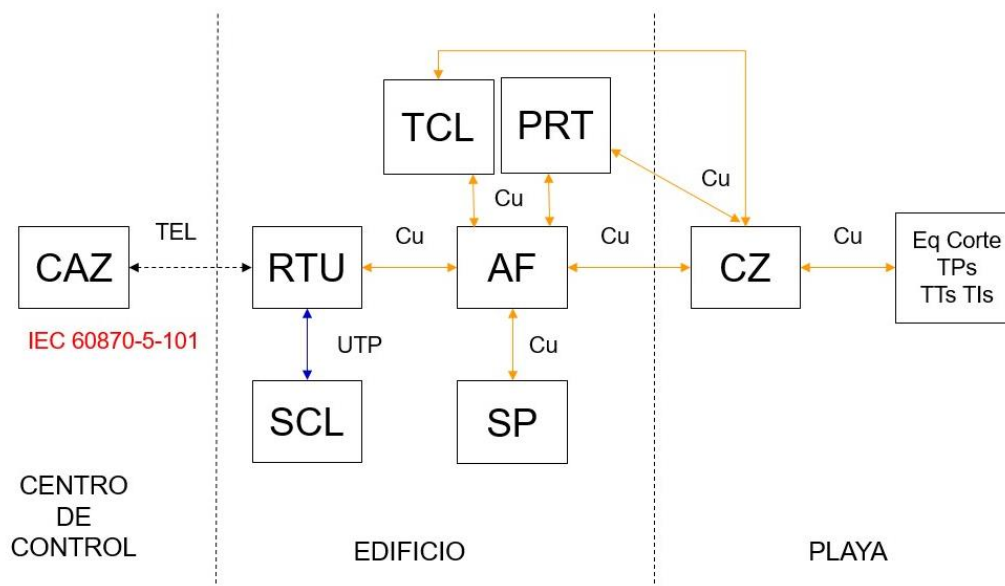 TCL
PRT
Cu
Cu
TEL
Cu
Cu
Cu
CAZ
RTU
AF
CZ
Eq Corte
TPs
TTs TIs
IEC 60870-5-101
UTP
Cu
SCL
SP
CENTRO
DE
CONTROL
EDIFICIO
PLAYA